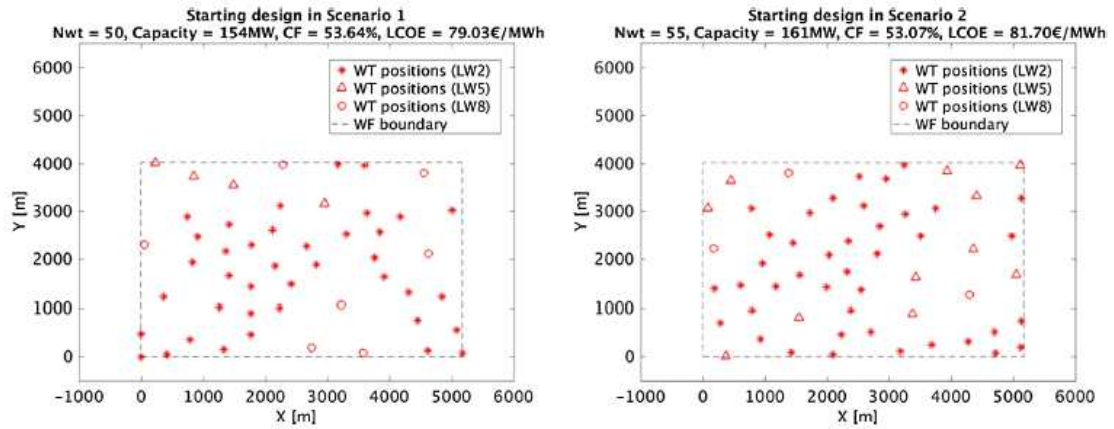 Starting design in Scenario 1
Nwt = 50, Capacity = 154MW, CF = 53.64%, LCOE = 79.03€/MWh
6000
5000
4000
3000
2000
1000
0
Y [m]
WT positions (LW2)
WT positions (LW5)
WT positions (LW8)
WF boundary
-1000 0 1000 2000 3000 4000 5000 6000
X [m]
Starting design in Scenario 2
Nwt = 55, Capacity = 161MW, CF = 53.07%, LCOE = 81.70€/MWh
6000
5000
4000
3000
2000
1000
0
Y [m]
WT positions (LW2)
WT positions (LW5)
WT positions (LW8)
WF boundary
-1000 0 1000 2000 3000 4000 5000 6000
X [m]